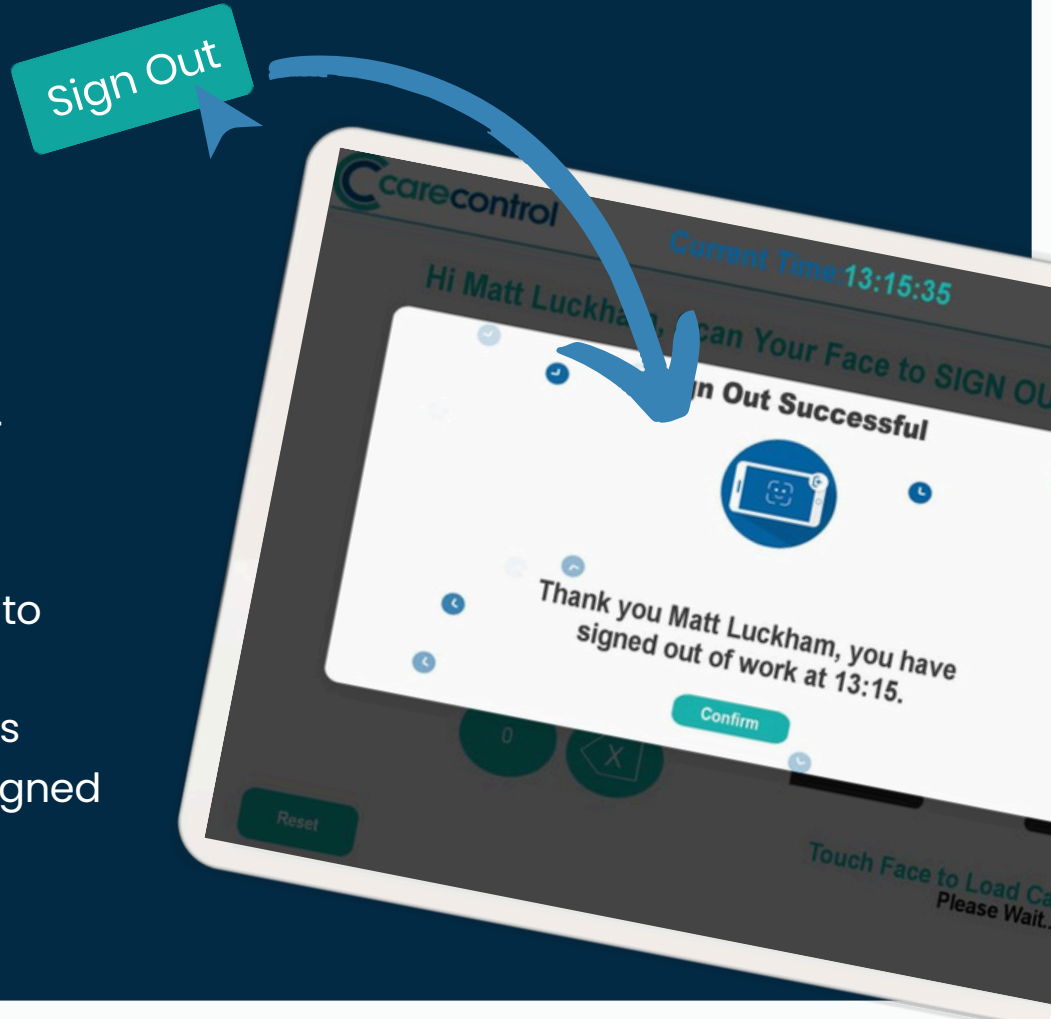 Sign Out
carecontrol
Current Time:13:15:35
Hi Matt Luckham, Scan Your Face to SIGN OU
n Out Successful
to
Thank you Matt Luckham, you have
signed out of work at 13:15.
s
gned
Confirm
0
X
Reset
Touch Face to Load Ca
Please Wait..